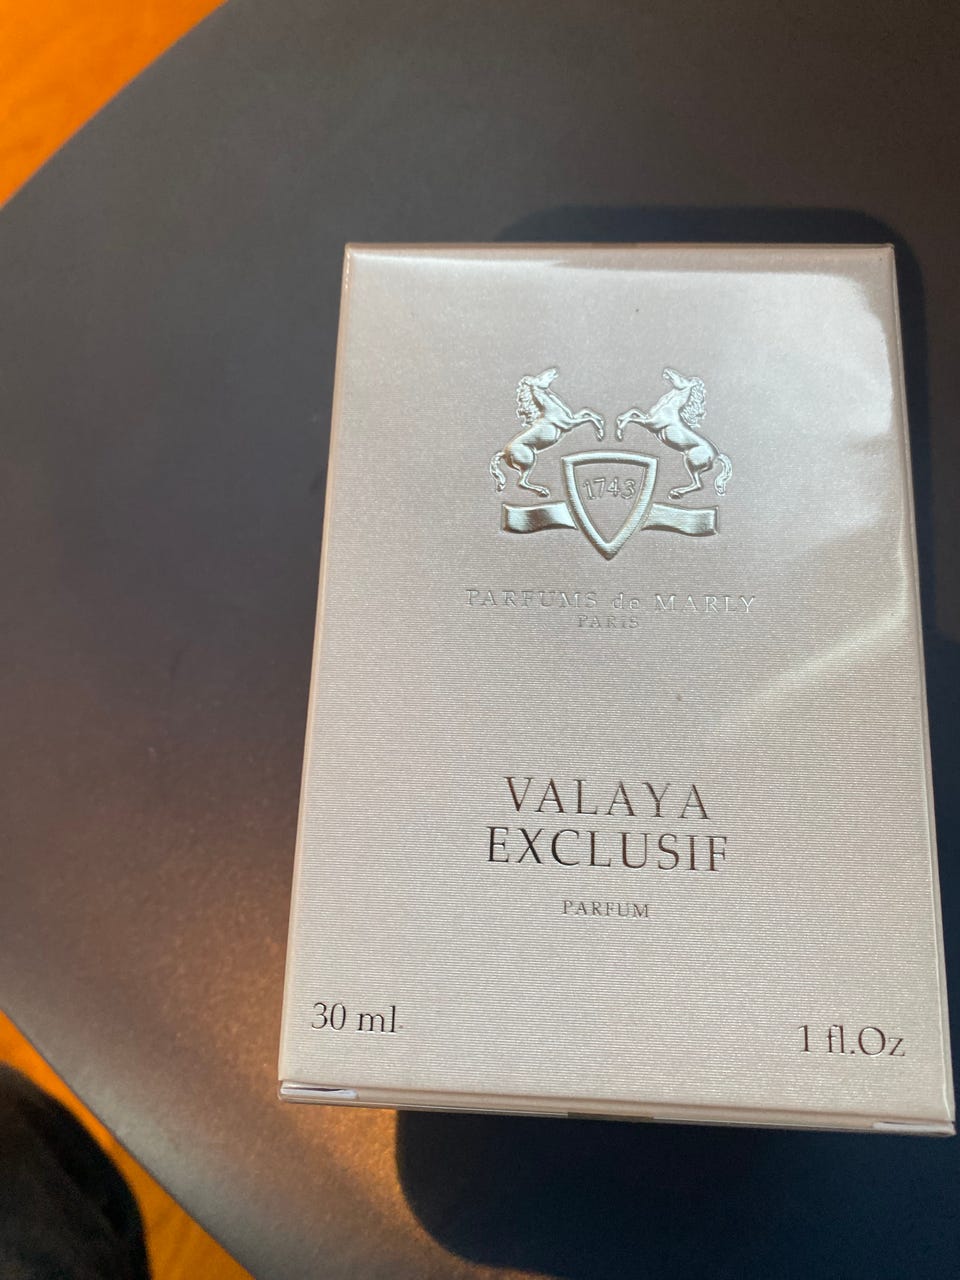 1743
PARFUMS de MARLY
PARIS
VALAYA
EXCLUSIF
PARFUM
30 ml
1 fl.Oz